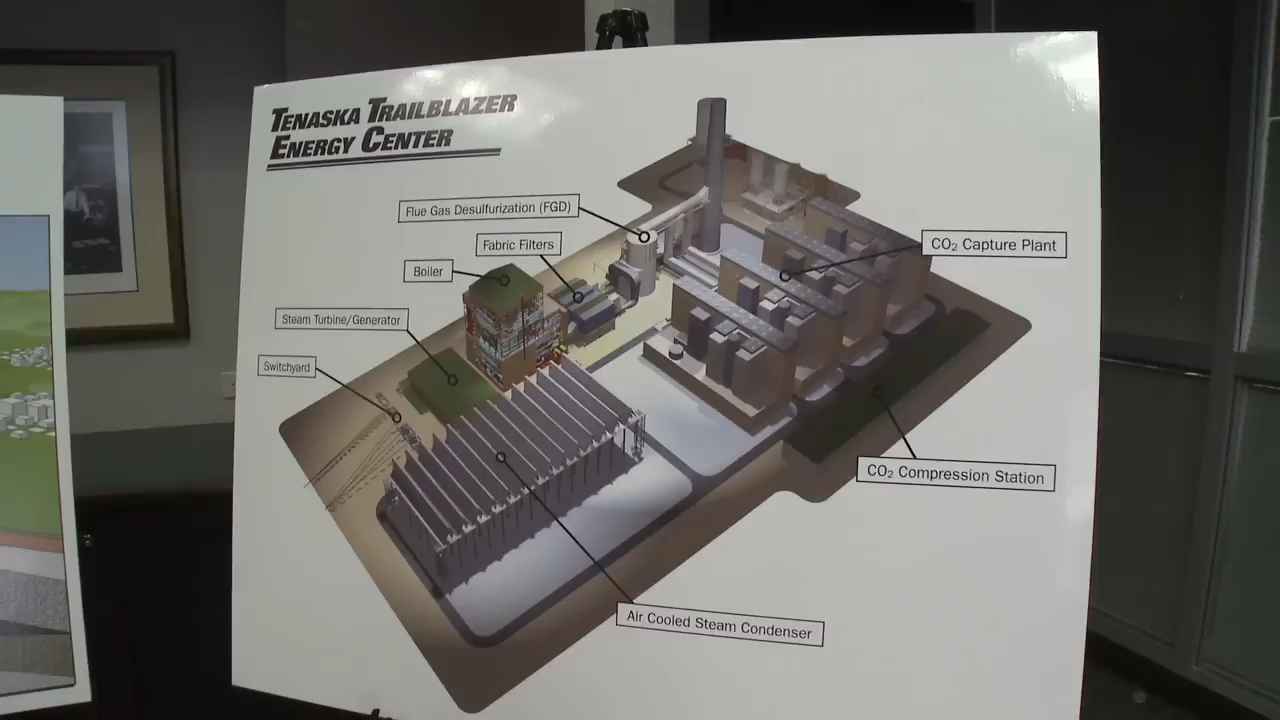 TENASKA TRAILBLAZER
ENERGY CENTER
Flue Gas Desulfurization (FGD)
Fabric Filters
Boiler
CO₂ Capture Plant
Steam Turbine/Generator
Switchyard
CO₂ Compression Station
Air Cooled Steam Condenser